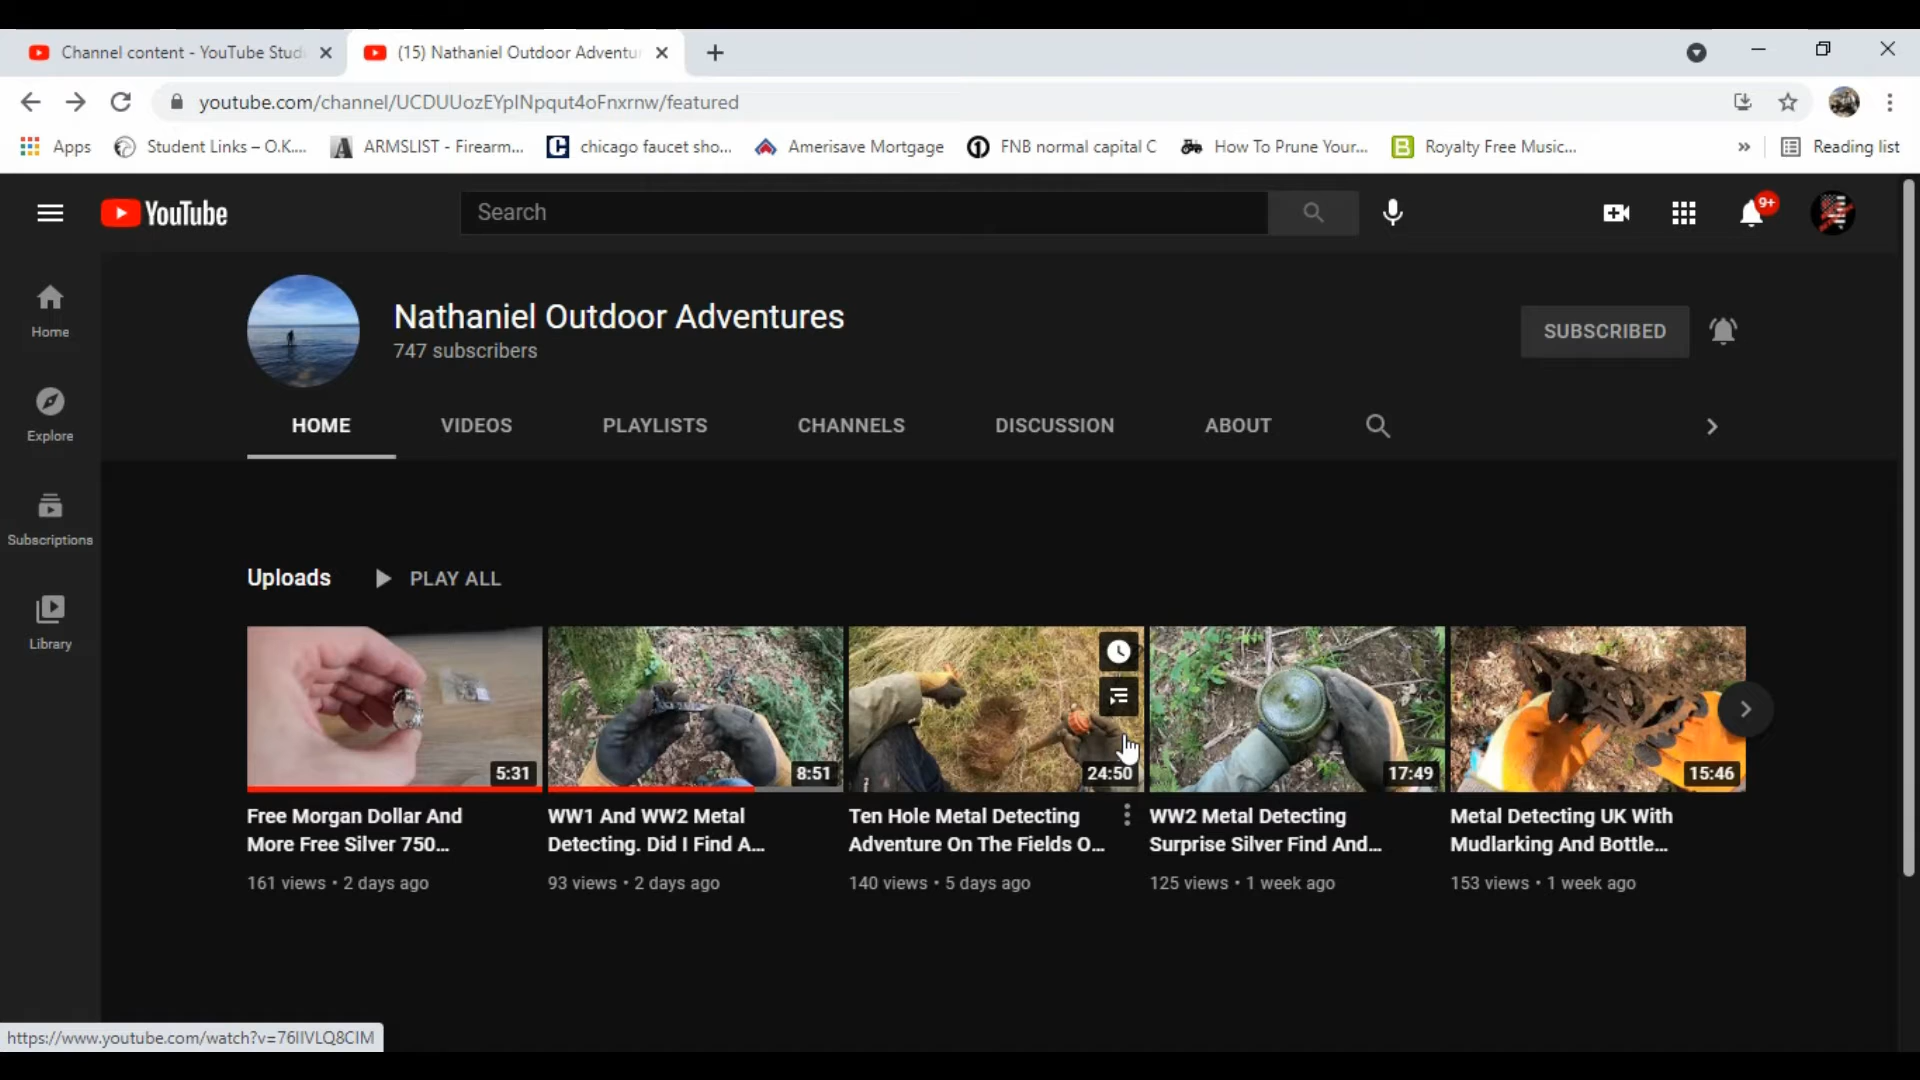 Channel content - YouTube Stud
(15) Nathaniel Outdoor Adventu
youtube.com/channel/UCDUUozEYpINpqut4oFnxrnw/featured
Apps
Student Links – O.K....
ARMSLIST - Firearm...
chicago faucet sho...
Amerisave Mortgage
FNB normal capital C
How To Prune Your...
Royalty Free Music...
»
Reading list
YouTube
Search
9+
Home
Explore
Subscriptions
Library
Nathaniel Outdoor Adventures
747 subscribers
SUBSCRIBED
HOME
VIDEOS
PLAYLISTS
CHANNELS
DISCUSSION
ABOUT
Uploads
PLAY ALL
5:31
8:51
24:50
17:49
15:46
Free Morgan Dollar And
More Free Silver 750...
161 views • 2 days ago
WW1 And WW2 Metal
Detecting. Did I Find A...
93 views • 2 days ago
Ten Hole Metal Detecting
Adventure On The Fields O...
140 views • 5 days ago
WW2 Metal Detecting
Surprise Silver Find And...
125 views • 1 week ago
Metal Detecting UK With
Mudlarking And Bottle...
153 views • 1 week ago
https://www.youtube.com/watch?v=76IIVLQ8CIM